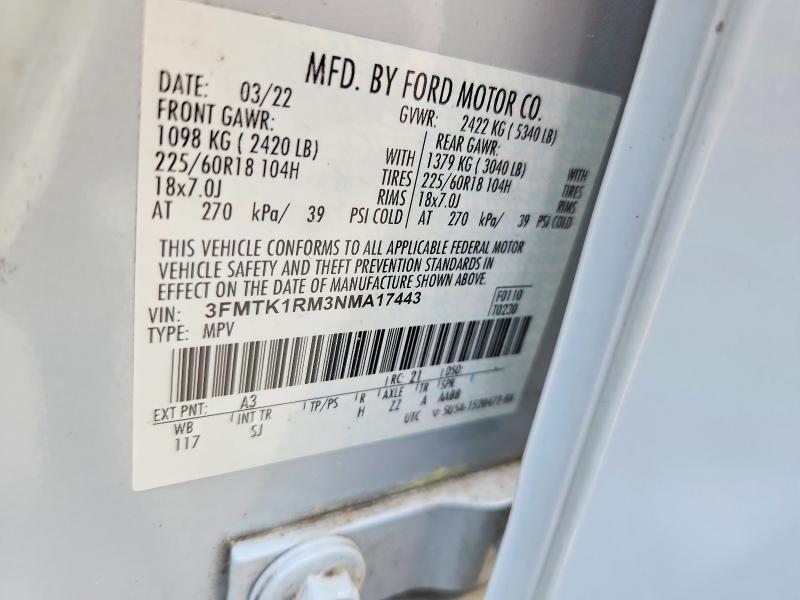 MFD. BY FORD MOTOR CO.
DATE: 03/22 GVWR: 2422 KG ( 5340 LB)
FRONT GAWR: REAR GAWR:
1098 KG ( 2420 LB) WITH 1379 KG ( 3040 LB) WITH
225/60R18 104H TIRES 225/60R18 104H TIRES
18x7.0J RIMS 18x7.0J RIMS
AT 270 kPa/ 39 PSI COLD AT 270 kPa/ 39 PSI COLD
THIS VEHICLE CONFORMS TO ALL APPLICABLE FEDERAL MOTOR
VEHICLE SAFETY AND THEFT PREVENTION STANDARDS IN
EFFECT ON THE DATE OF MANUFACTURE SHOWN ABOVE.
VIN: 3FMTK1RM3NMA17443 F0110
TYPE: MPV T0230
EXT PNT: A3 RC: 21 DSO:
WB INT TR TP/PS R AXLE TR SPR
117 SJ H ZZ A AABB
UTC